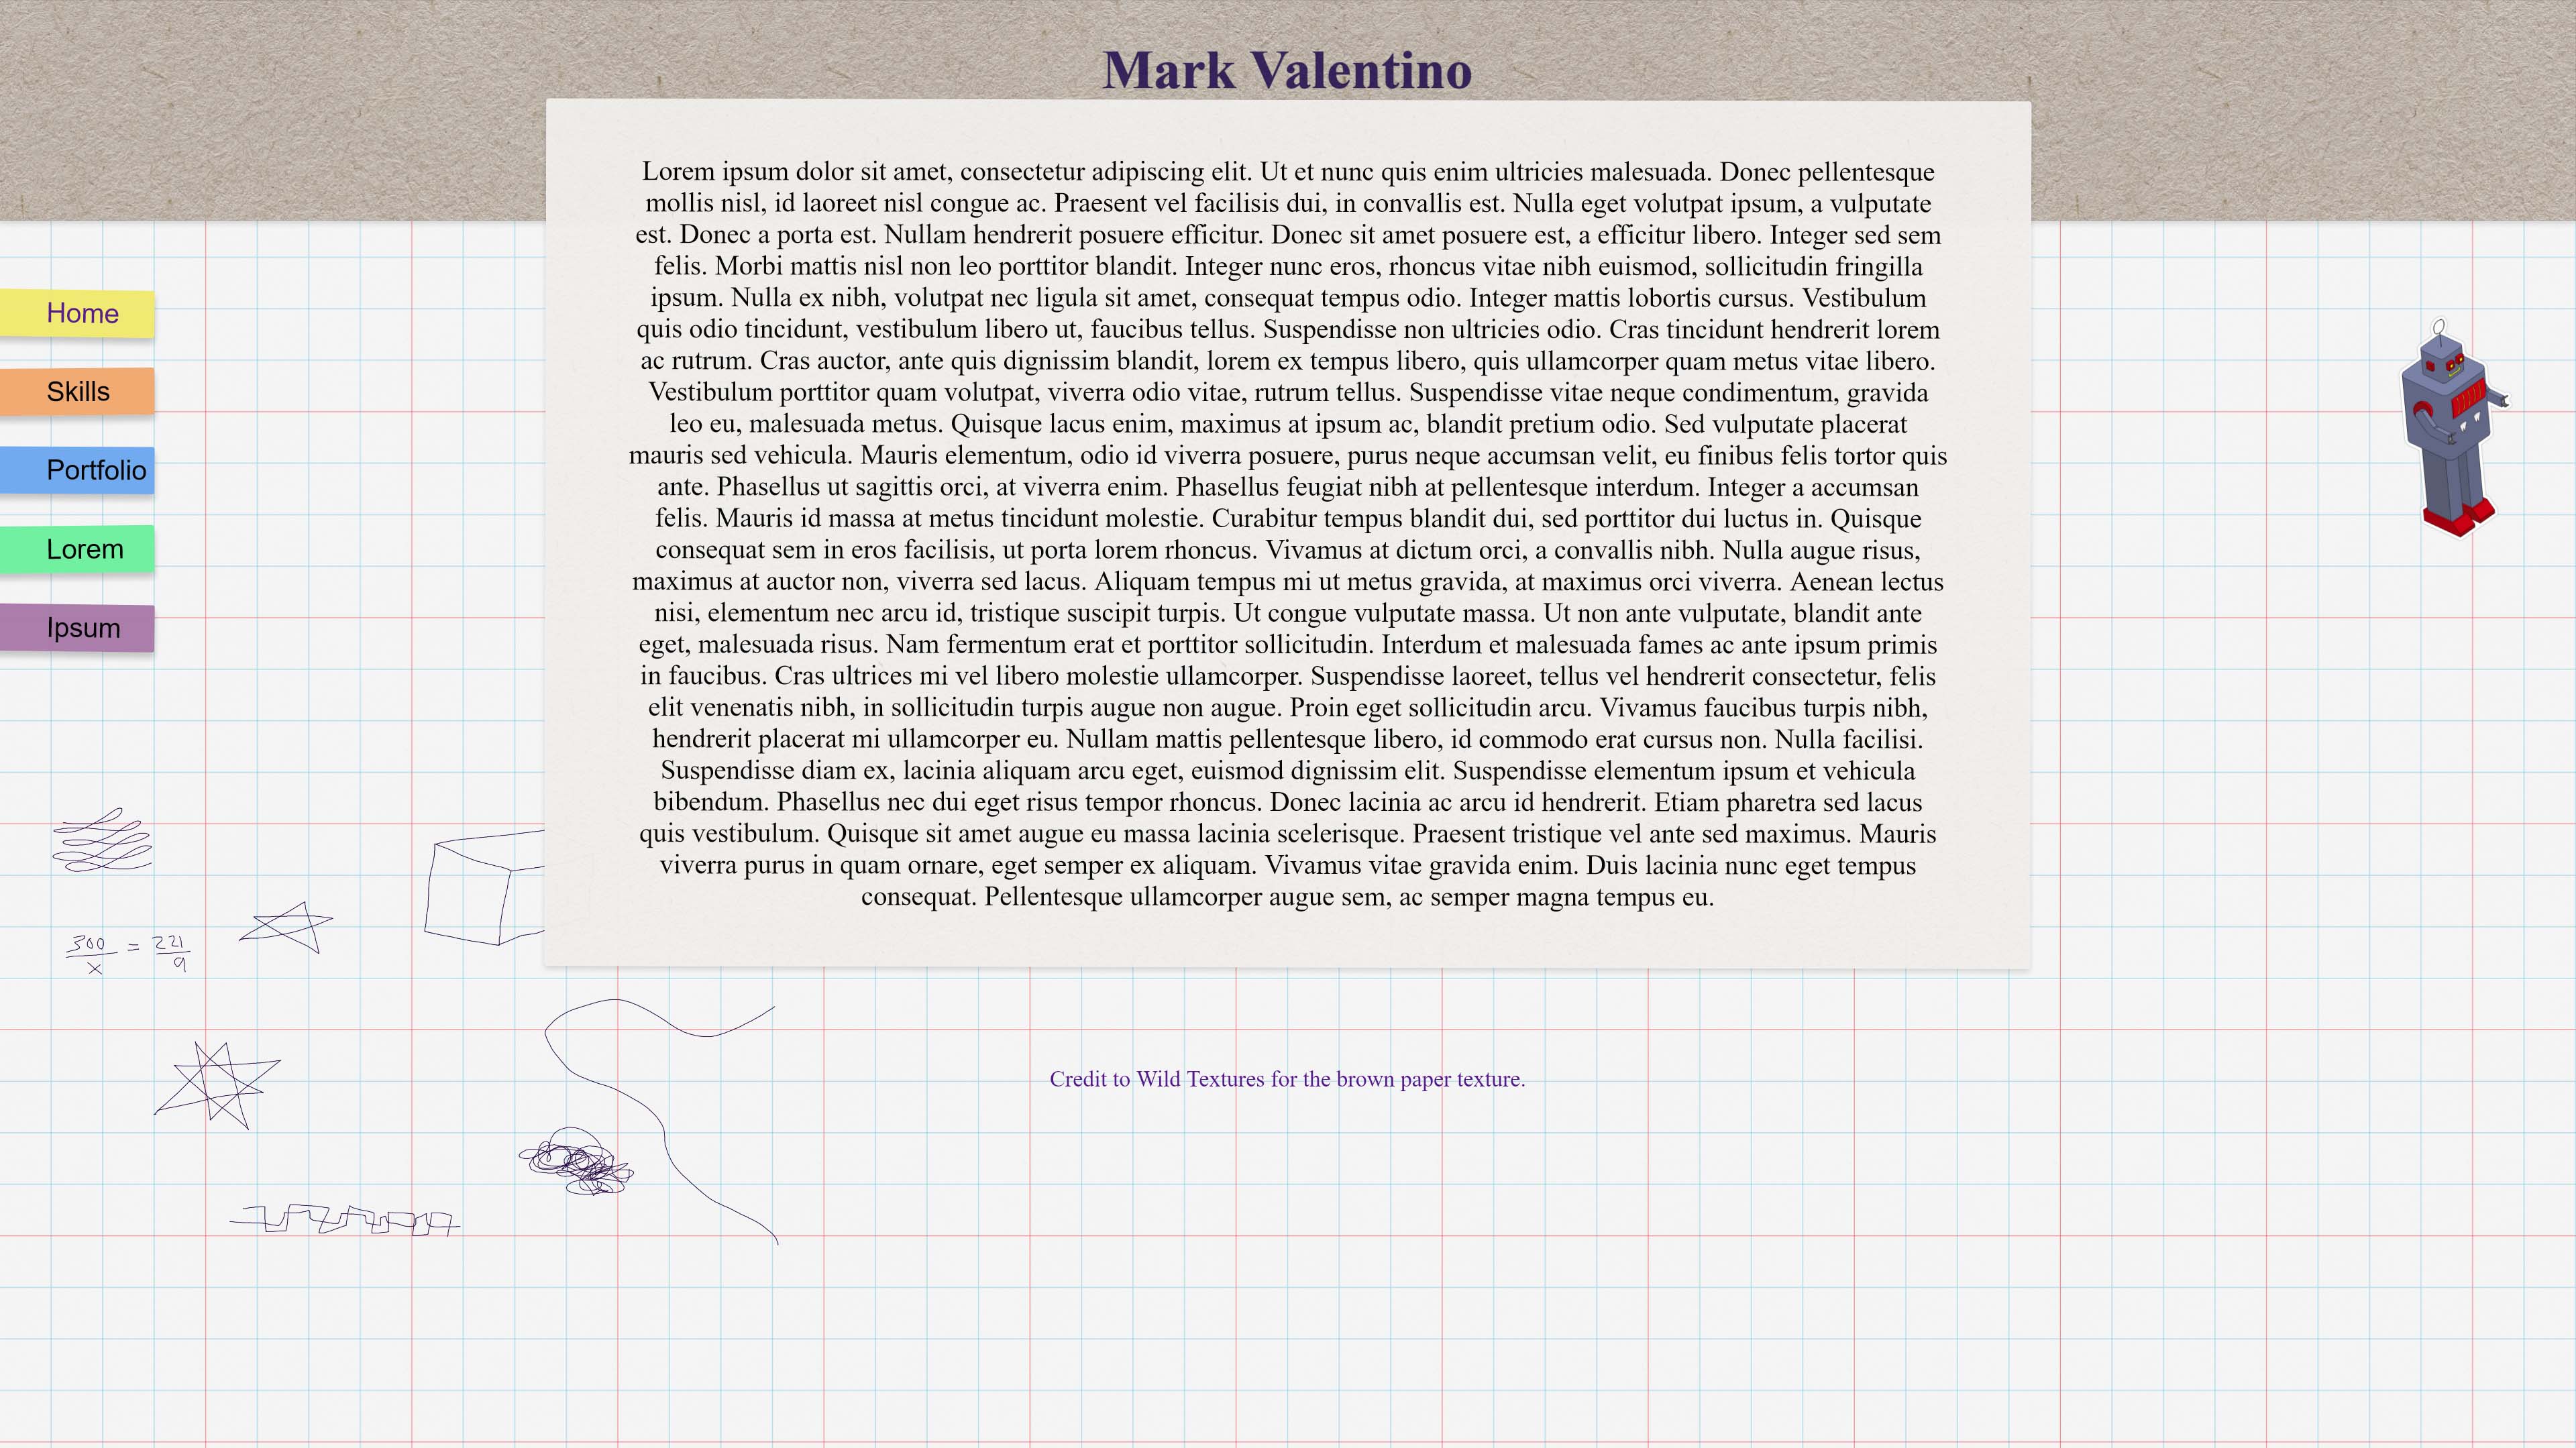 Mark Valentino
Lorem ipsum dolor sit amet, consectetur adipiscing elit. Ut et nunc quis enim ultricies malesuada. Donec pellentesque
mollis nisl, id laoreet nisl congue ac. Praesent vel facilisis dui, in convallis est. Nulla eget volutpat ipsum, a vulputate
est. Donec a porta est. Nullam hendrerit posuere efficitur. Donec sit amet posuere est, a efficitur libero. Integer sed sem
felis. Morbi mattis nisl non leo porttitor blandit. Integer nunc eros, rhoncus vitae nibh euismod, sollicitudin fringilla
ipsum. Nulla ex nibh, volutpat nec ligula sit amet, consequat tempus odio. Integer mattis lobortis cursus. Vestibulum
quis odio tincidunt, vestibulum libero ut, faucibus tellus. Suspendisse non ultricies odio. Cras tincidunt hendrerit lorem
ac rutrum. Cras auctor, ante quis dignissim blandit, lorem ex tempus libero, quis ullamcorper quam metus vitae libero.
Vestibulum porttitor quam volutpat, viverra odio vitae, rutrum tellus. Suspendisse vitae neque condimentum, gravida
leo eu, malesuada metus. Quisque lacus enim, maximus at ipsum ac, blandit pretium odio. Sed vulputate placerat
mauris sed vehicula. Mauris elementum, odio id viverra posuere, purus neque accumsan velit, eu finibus felis tortor quis
ante. Phasellus ut sagittis orci, at viverra enim. Phasellus feugiat nibh at pellentesque interdum. Integer a accumsan
felis. Mauris id massa at metus tincidunt molestie. Curabitur tempus blandit dui, sed porttitor dui luctus in. Quisque
consequat sem in eros facilisis, ut porta lorem rhoncus. Vivamus at dictum orci, a convallis nibh. Nulla augue risus,
maximus at auctor non, viverra sed lacus. Aliquam tempus mi ut metus gravida, at maximus orci viverra. Aenean lectus
nisi, elementum nec arcu id, tristique suscipit turpis. Ut congue vulputate massa. Ut non ante vulputate, blandit ante
eget, malesuada risus. Nam fermentum erat et porttitor sollicitudin. Interdum et malesuada fames ac ante ipsum primis
in faucibus. Cras ultrices mi vel libero molestie ullamcorper. Suspendisse laoreet, tellus vel hendrerit consectetur, felis
elit venenatis nibh, in sollicitudin turpis augue non augue. Proin eget sollicitudin arcu. Vivamus faucibus turpis nibh,
hendrerit placerat mi ullamcorper eu. Nullam mattis pellentesque libero, id commodo erat cursus non. Nulla facilisi.
Suspendisse diam ex, lacinia aliquam arcu eget, euismod dignissim elit. Suspendisse elementum ipsum et vehicula
bibendum. Phasellus nec dui eget risus tempor rhoncus. Donec lacinia ac arcu id hendrerit. Etiam pharetra sed lacus
quis vestibulum. Quisque sit amet augue eu massa lacinia scelerisque. Praesent tristique vel ante sed maximus. Mauris
viverra purus in quam ornare, eget semper ex aliquam. Vivamus vitae gravida enim. Duis lacinia nunc eget tempus
consequat. Pellentesque ullamcorper augue sem, ac semper magna tempus eu.
Home
Skills
Portfolio
Lorem
Ipsum
300 = 221
x 9
Credit to Wild Textures for the brown paper texture.